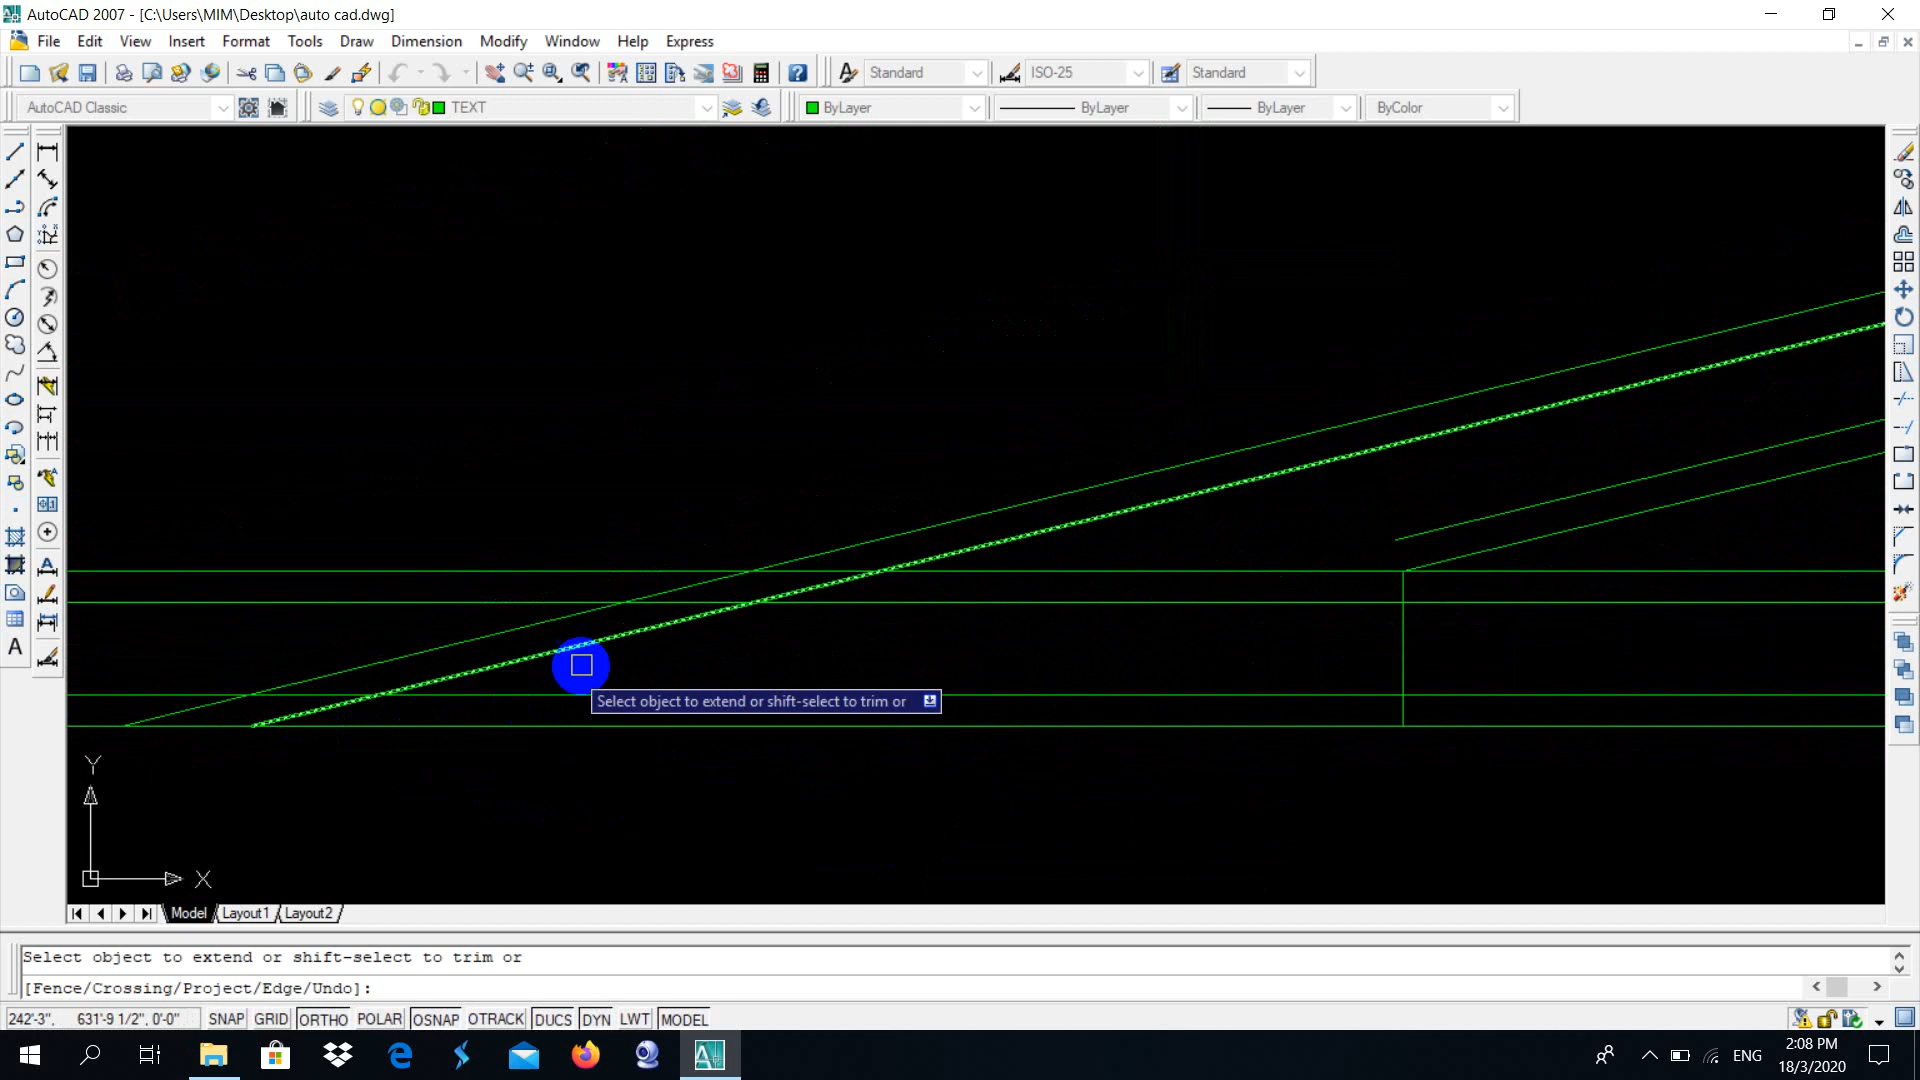 AutoCAD 2007 - [C:\Users\MIM\Desktop\auto cad.dwg]
File Edit View Insert Format Tools Draw Dimension Modify Window Help Express
Standard ISO-25 Standard
AutoCAD Classic TEXT ByLayer ByLayer ByLayer ByColor
Select object to extend or shift-select to trim or
Y
X
Model Layout1 Layout2
Select object to extend or shift-select to trim or
[Fence/Crossing/Project/Edge/Undo]:
242'-3", 631'-9 1/2", 0'-0" SNAP GRID ORTHO POLAR OSNAP OTRACK DUCS DYN LWT MODEL
ENG
2:08 PM
18/3/2020